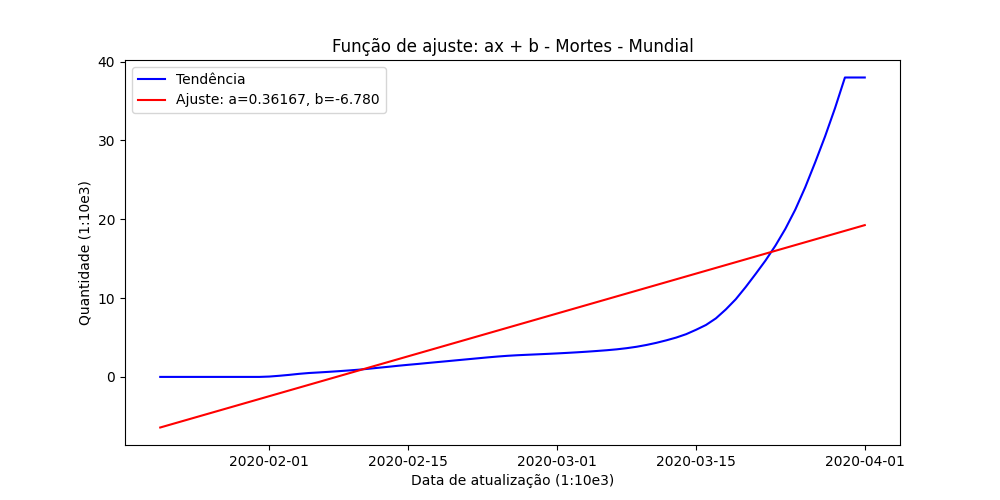 Função de ajuste: ax + b - Mortes - Mundial
Tendência
Ajuste: a=0.36167, b=-6.780
Quantidade (1:10e3)
40
30
20
10
0
2020-02-01
2020-02-15
2020-03-01
2020-03-15
2020-04-01
Data de atualização (1:10e3)